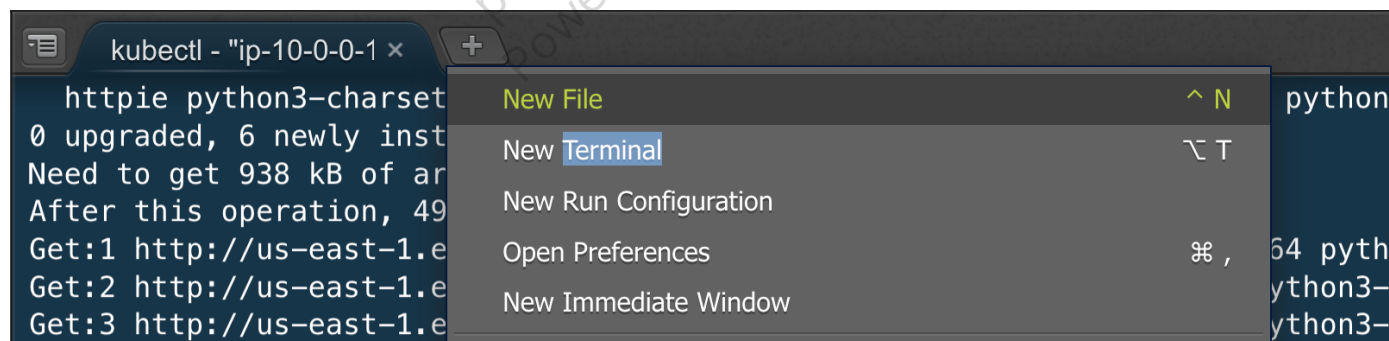 kubectl - "ip-10-0-0-1 ×
httpie python3-charset
0 upgraded, 6 newly inst
Need to get 938 kB of ar
After this operation, 49
Get:1 http://us-east-1.e
Get:2 http://us-east-1.e
Get:3 http://us-east-1.e
New File ^ N
New Terminal ⌥ T
New Run Configuration
Open Preferences ⌘ ,
New Immediate Window
python
64 pyth
ython3-
ython3-